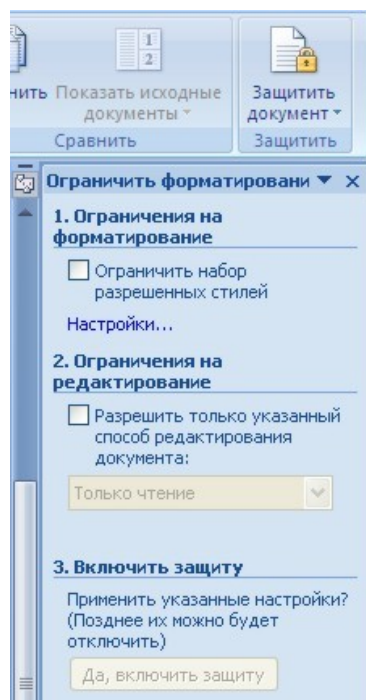 1
2
нить Показать исходные
документы
Защитить
документ
Сравнить
Защитить
Ограничить форматировани
1. Ограничения на
форматирование
Ограничить набор
разрешенных стилей
Настройки...
2. Ограничения на
редактирование
Разрешить только указанный
способ редактирования
документа:
Только чтение
3. Включить защиту
Применить указанные настройки?
(Позднее их можно будет
отключить)
Да, включить защиту